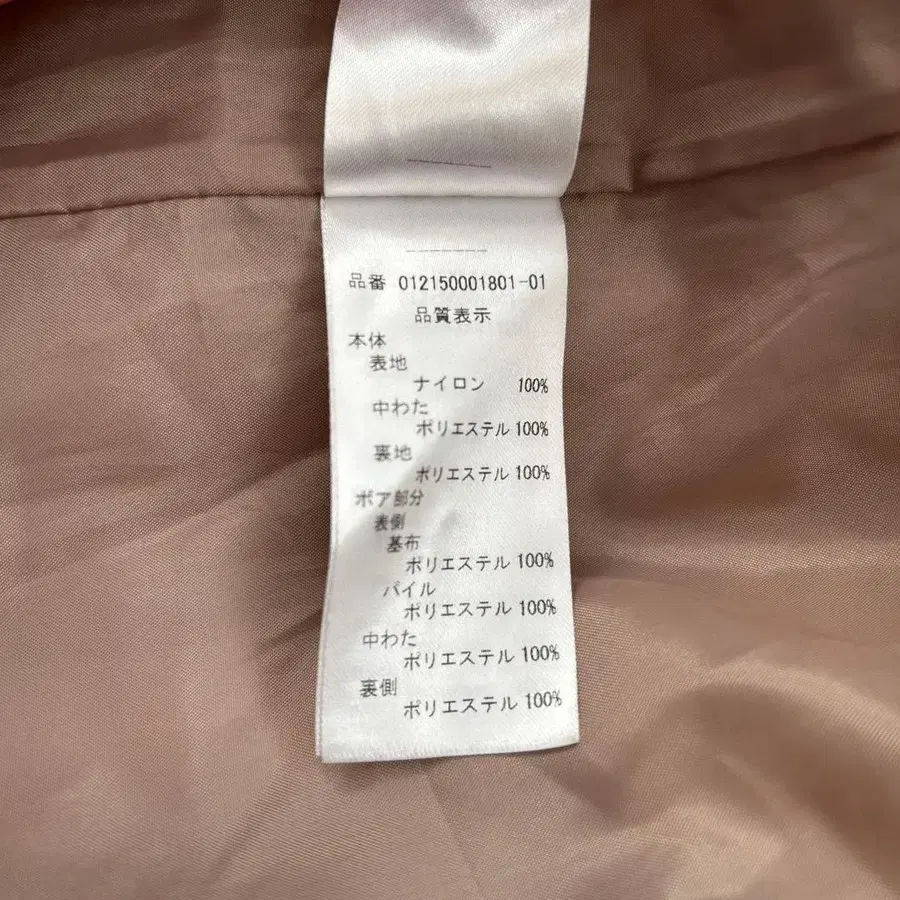 品番 012150001801-01
品質表示
本体
表地
ナイロン 100%
中わた
ポリエステル 100%
裏地
ポリエステル 100%
ボア部分
表側
基布
ポリエステル 100%
パイル
ポリエステル 100%
中わた
ポリエステル 100%
裏側
ポリエステル 100%